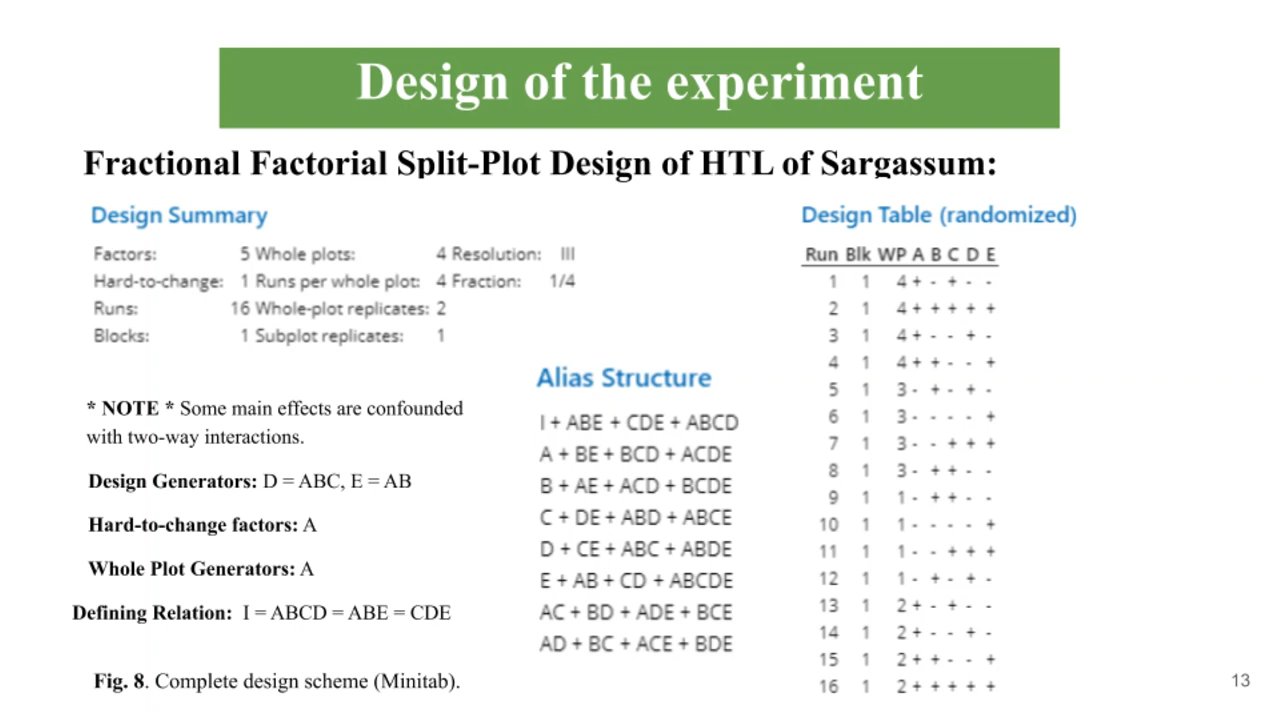 Design of the experiment
Fractional Factorial Split-Plot Design of HTL of Sargassum:
Design Summary
Factors: 5 Whole plots: 4 Resolution: III
Hard-to-change: 1 Runs per whole plot: 4 Fraction: 1/4
Runs: 16 Whole-plot replicates: 2
Blocks: 1 Subplot replicates: 1
* NOTE * Some main effects are confounded
with two-way interactions.
Design Generators: D = ABC, E = AB
Hard-to-change factors: A
Whole Plot Generators: A
Defining Relation: I = ABCD = ABE = CDE
Fig. 8. Complete design scheme (Minitab).
Alias Structure
I + ABE + CDE + ABCD
A + BE + BCD + ACDE
B + AE + ACD + BCDE
C + DE + ABD + ABCE
D + CE + ABC + ABDE
E + AB + CD + ABCDE
AC + BD + ADE + BCE
AD + BC + ACE + BDE
Design Table (randomized)
Run Blk WP A B C D E
1 1 4 + - + - -
2 1 4 + + + + +
3 1 4 + - - + -
4 1 4 + + - - +
5 1 3 - + - + -
6 1 3 - - - - +
7 1 3 - - + + +
8 1 3 - + + - -
9 1 1 - + + - -
10 1 1 - - - - +
11 1 1 - - + + +
12 1 1 - + - + -
13 1 2 + - + - -
14 1 2 + - - + -
15 1 2 + + - - +
16 1 2 + + + + +
13